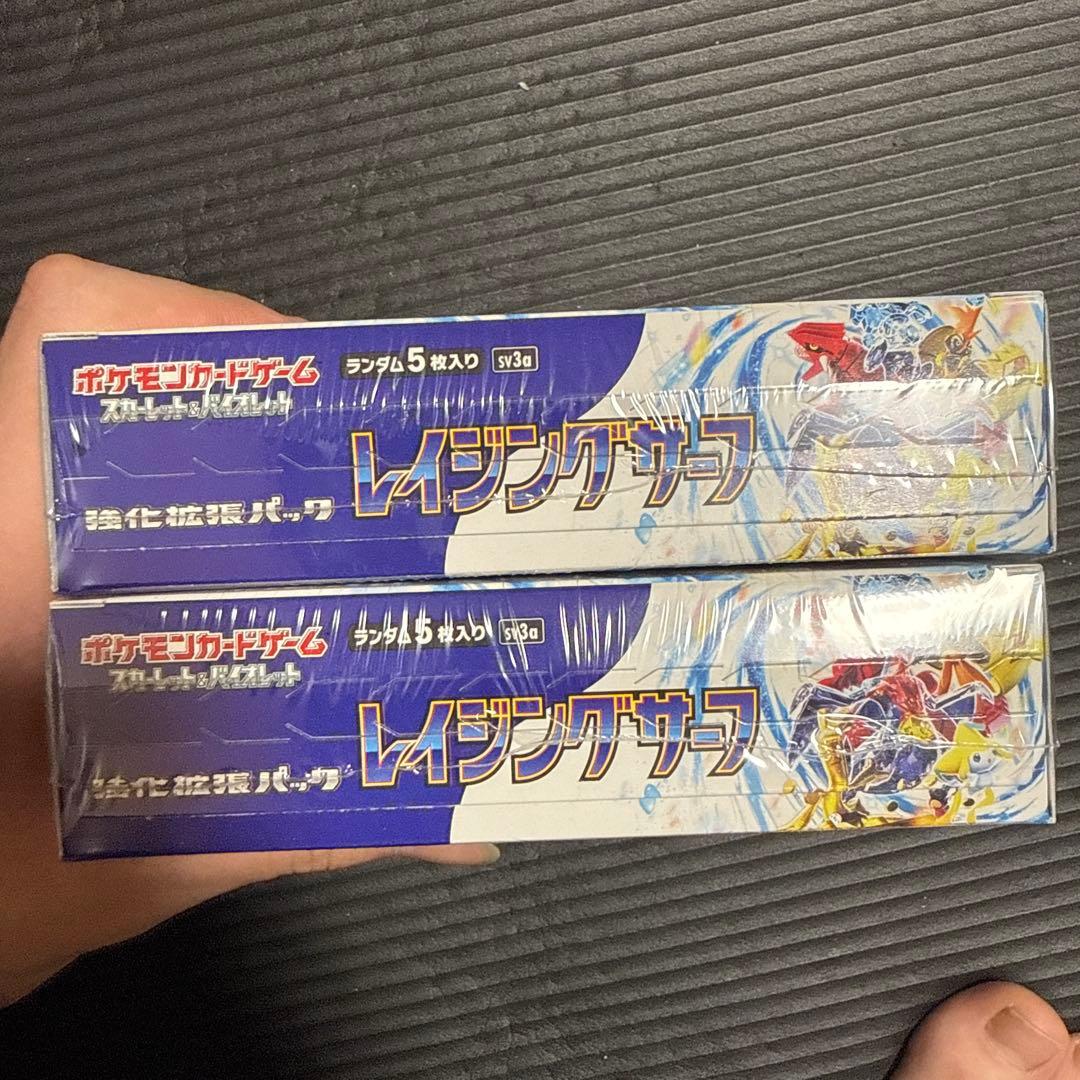 ポケモンカードゲーム
スカーレット&バイオレット
ランダム5枚入り
SV3a
強化拡張パック
レイジングサーフ
ポケモンカードゲーム
スカーレット&バイオレット
ランダム5枚入り
SV3a
強化拡張パック
レイジングサーフ